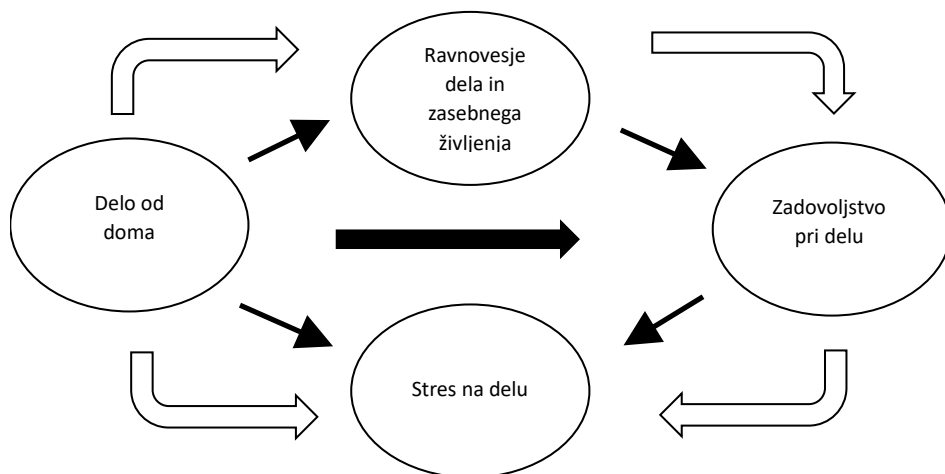 Ravnovesje
dela in
zasebnega
življenja
Delo od
doma
Zadovoljstvo
pri delu
Stres na delu